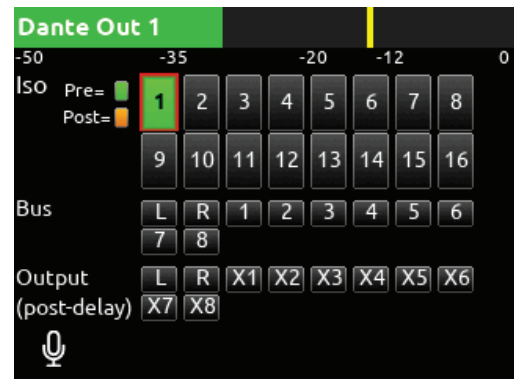 Dante Out 1
-50 -35 -20 -12 0
Iso Pre= 1 2 3 4 5 6 7 8
Post=
9 10 11 12 13 14 15 16
Bus L R 1 2 3 4 5 6
7 8
Output L R X1 X2 X3 X4 X5 X6
(post-delay) X7 X8